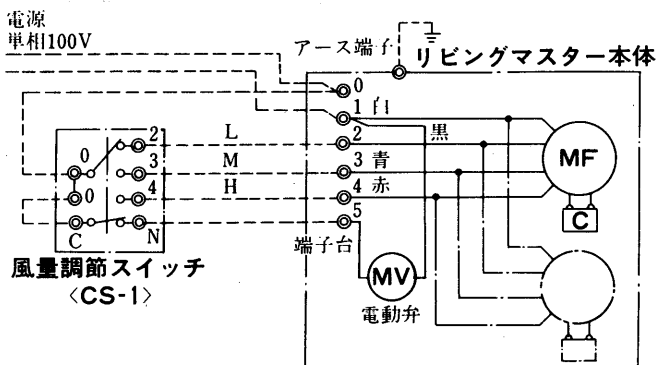 電源
単相100V
アース端子
リビングマスター本体
0
1 白
L 2 黒
M 3 青
H 4 赤
5
端子台
0 2
3
0 4
C N
風量調節スイッチ
〈CS-1〉
MF
C
MV
電動弁